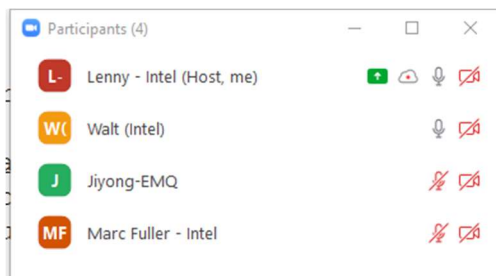 Participants (4)
L- Lenny - Intel (Host, me)
W( Walt (Intel)
J Jiyong-EMQ
MF Marc Fuller - Intel